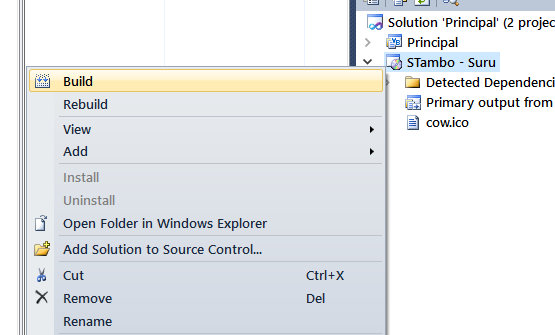 Solution 'Principal' (2 projec
Principal
STambo - Suru
Detected Dependenci
Primary output from
cow.ico
Build
Rebuild
View
Add
Install
Uninstall
Open Folder in Windows Explorer
Add Solution to Source Control...
Cut Ctrl+X
Remove Del
Rename